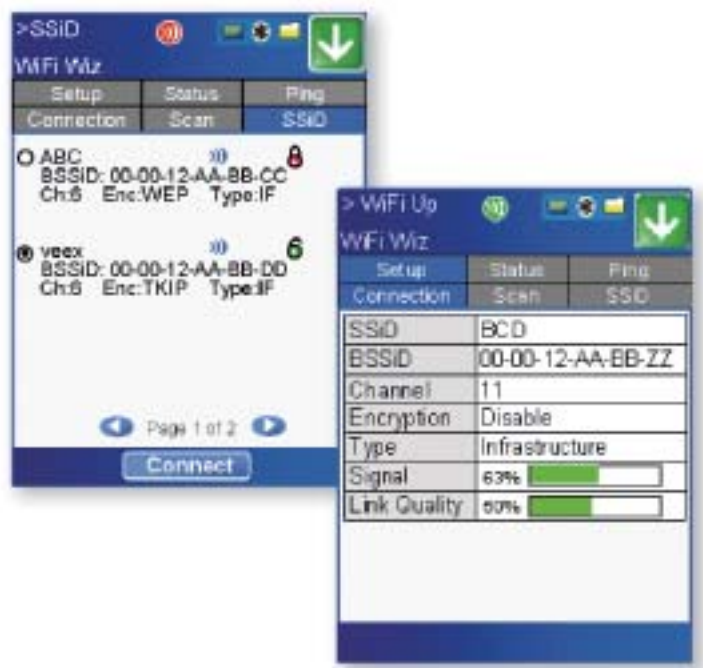 >SSiD
WiFi Wiz
Setup Status Ping
Connection Scan SSiD
ABC
BSSiD: 00-00-12-AA-BB-CC
Ch:6 Enc:WEP Type:IF
veex
BSSiD: 00-00-12-AA-BB-DD
Ch:6 Enc:TKIP Type:IF
Page 1 of 2
Connect
> WiFi Up
WiFi Wiz
Setup Status Ping
Connection Scan SSiD
SSiD BCD
BSSiD 00-00-12-AA-BB-ZZ
Channel 11
Encryption Disable
Type Infrastructure
Signal 63%
Link Quality 60%